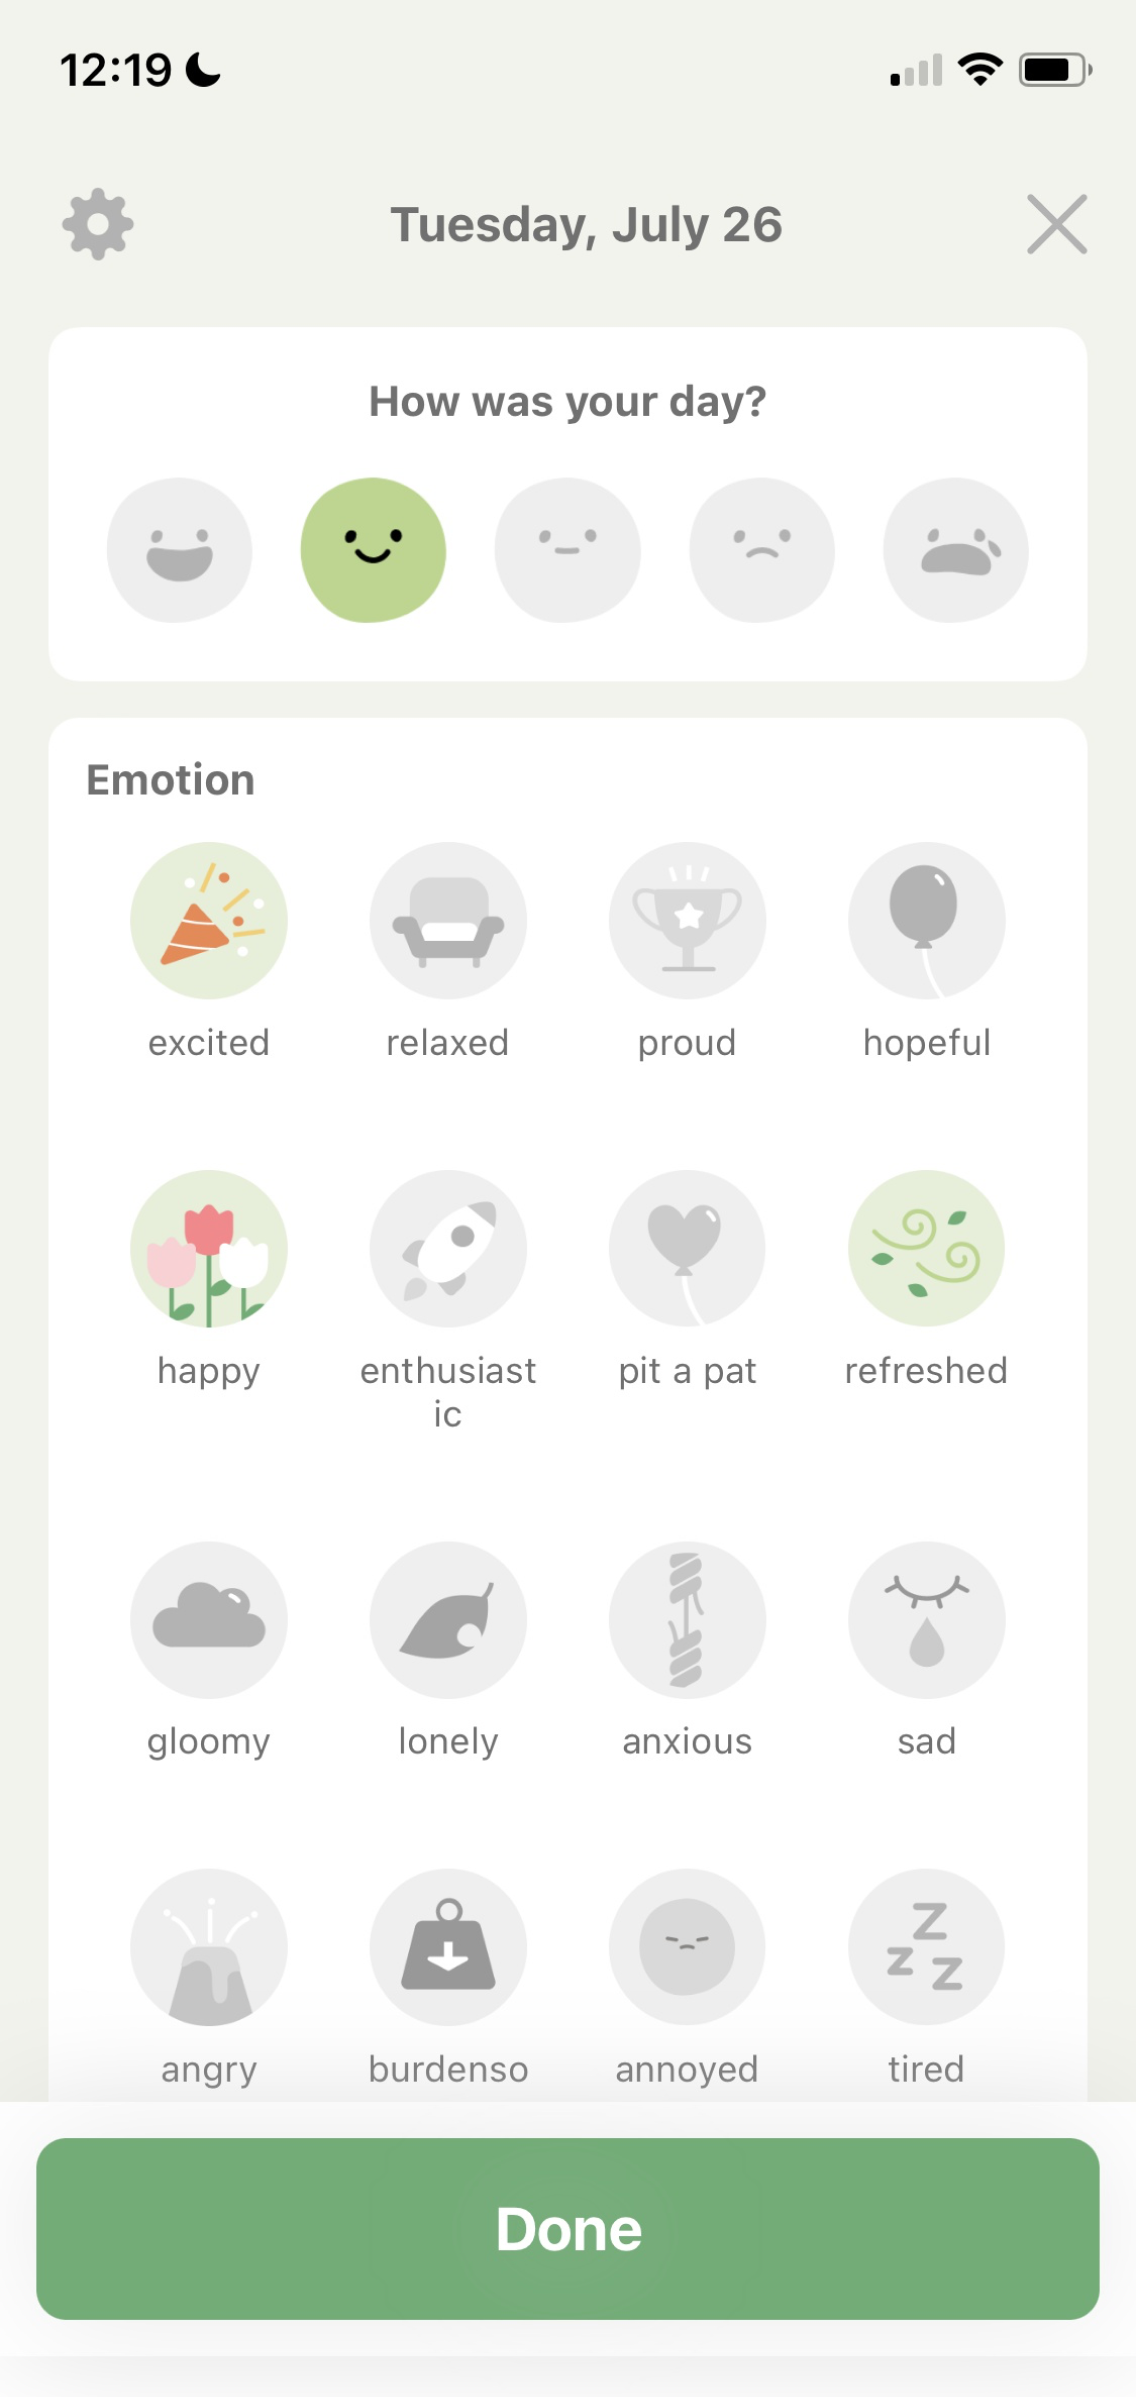 12:19
Tuesday, July 26
How was your day?
Emotion
excited
relaxed
proud
hopeful
happy
enthusiast
ic
pit a pat
refreshed
gloomy
lonely
anxious
sad
z
z
z
angry
burdenso
annoyed
tired
Done